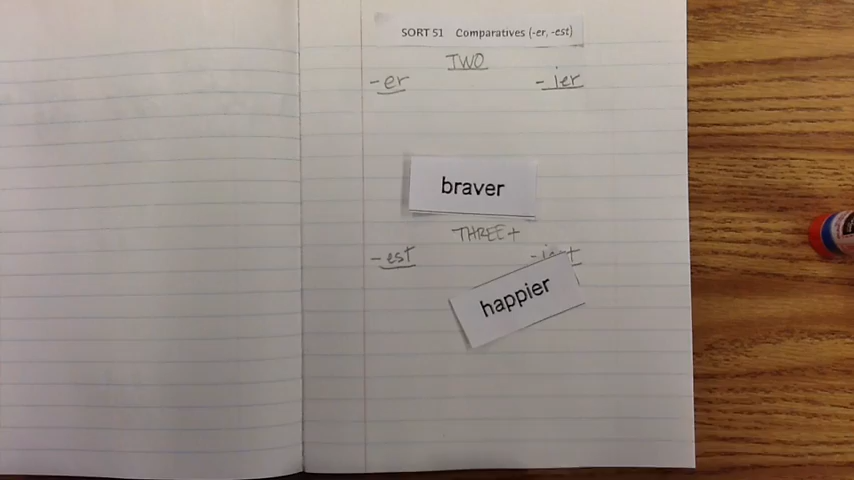 SORT 51 Comparatives (-er, -est)
TWO
-er -ier
braver
THREE+
-est
happier